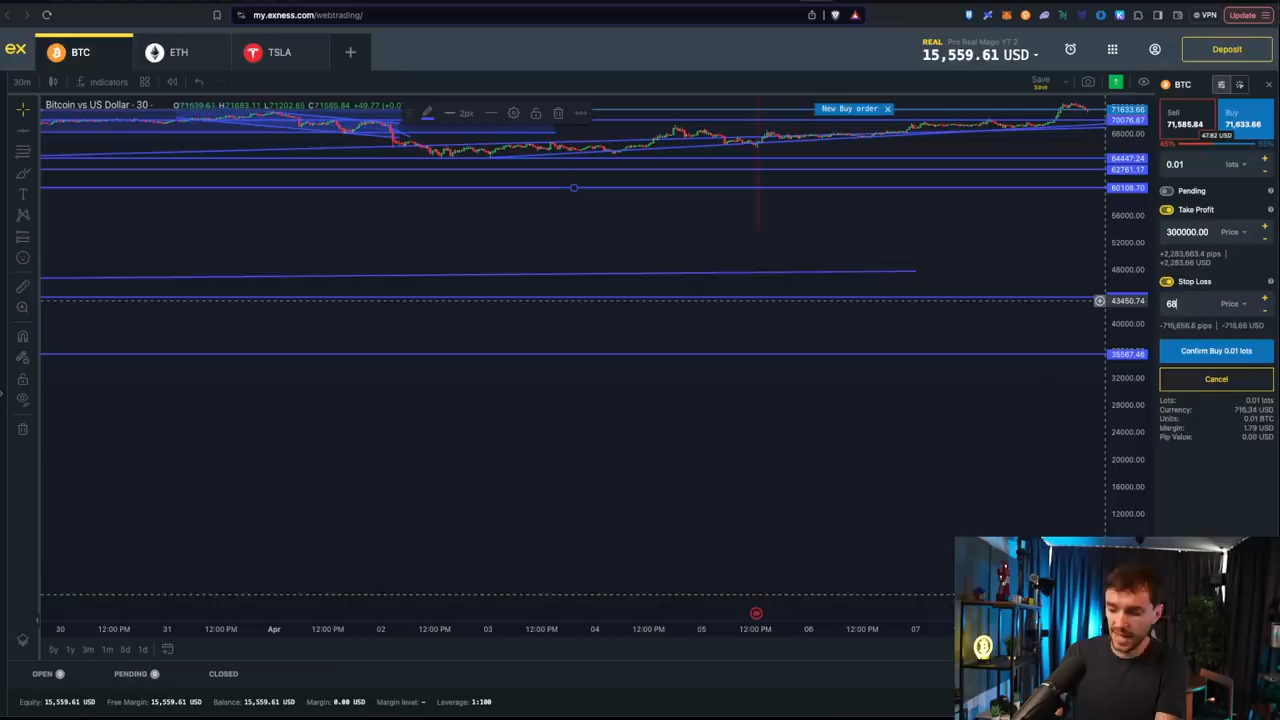 my.exness.com/webtrading/
VPN
Update
ex
BTC
ETH
TSLA
REAL Pro Real Mago YT 2
15,559.61 USD
Deposit
30m
Indicators
Save
Save
BTC
Bitcoin vs US Dollar · 30 ·
O71539.61 H71683.11 L71202.85 C71585.84 +49.77 (+0.0
2px
New Buy order
71633.66
70076.87
68000.00
64447.24
62761.17
60108.70
56000.00
52000.00
48000.00
43450.74
40000.00
35567.46
32000.00
28000.00
24000.00
20000.00
16000.00
12000.00
Sell
71,585.84
Buy
71,633.66
47.82 USD
45%
55%
0.01
lots
Pending
Take Profit
300000.00
Price
+2,283,663.4 pips
+2,283.66 USD
Stop Loss
68
Price
-715,656.6 pips | -715.66 USD
Confirm Buy 0.01 lots
Cancel
Lots: 0.01 lots
Currency: 716.34 USD
Units: 0.01 BTC
Margin: 1.79 USD
Pip Value: 0.00 USD
30 12:00 PM 31 12:00 PM Apr 12:00 PM 02 12:00 PM 03 12:00 PM 04 12:00 PM 05 12:00 PM 06 12:00 PM 07
5y 1y 3m 1m 5d 1d
OPEN 0 PENDING 0 CLOSED
Equity: 15,559.61 USD Free Margin: 15,559.61 USD Balance: 15,559.61 USD Margin: 0.00 USD Margin level: – Leverage: 1:100